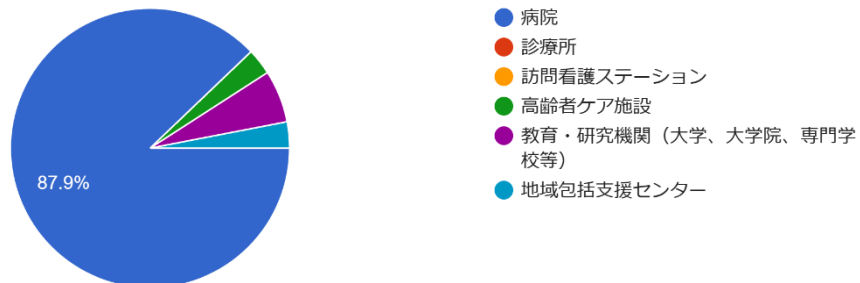 87.9%
病院
診療所
訪問看護ステーション
高齢者ケア施設
教育・研究機関（大学、大学院、専門学
校等）
地域包括支援センター